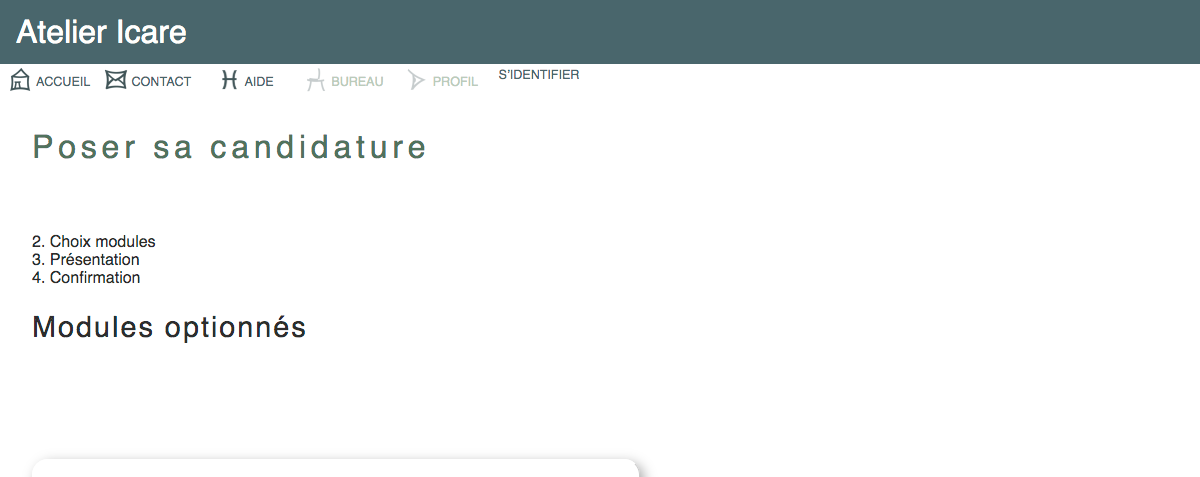 Atelier Icare
ACCUEIL CONTACT AIDE BUREAU PROFIL S'IDENTIFIER
Poser sa candidature
2. Choix modules
3. Présentation
4. Confirmation
Modules optionnés